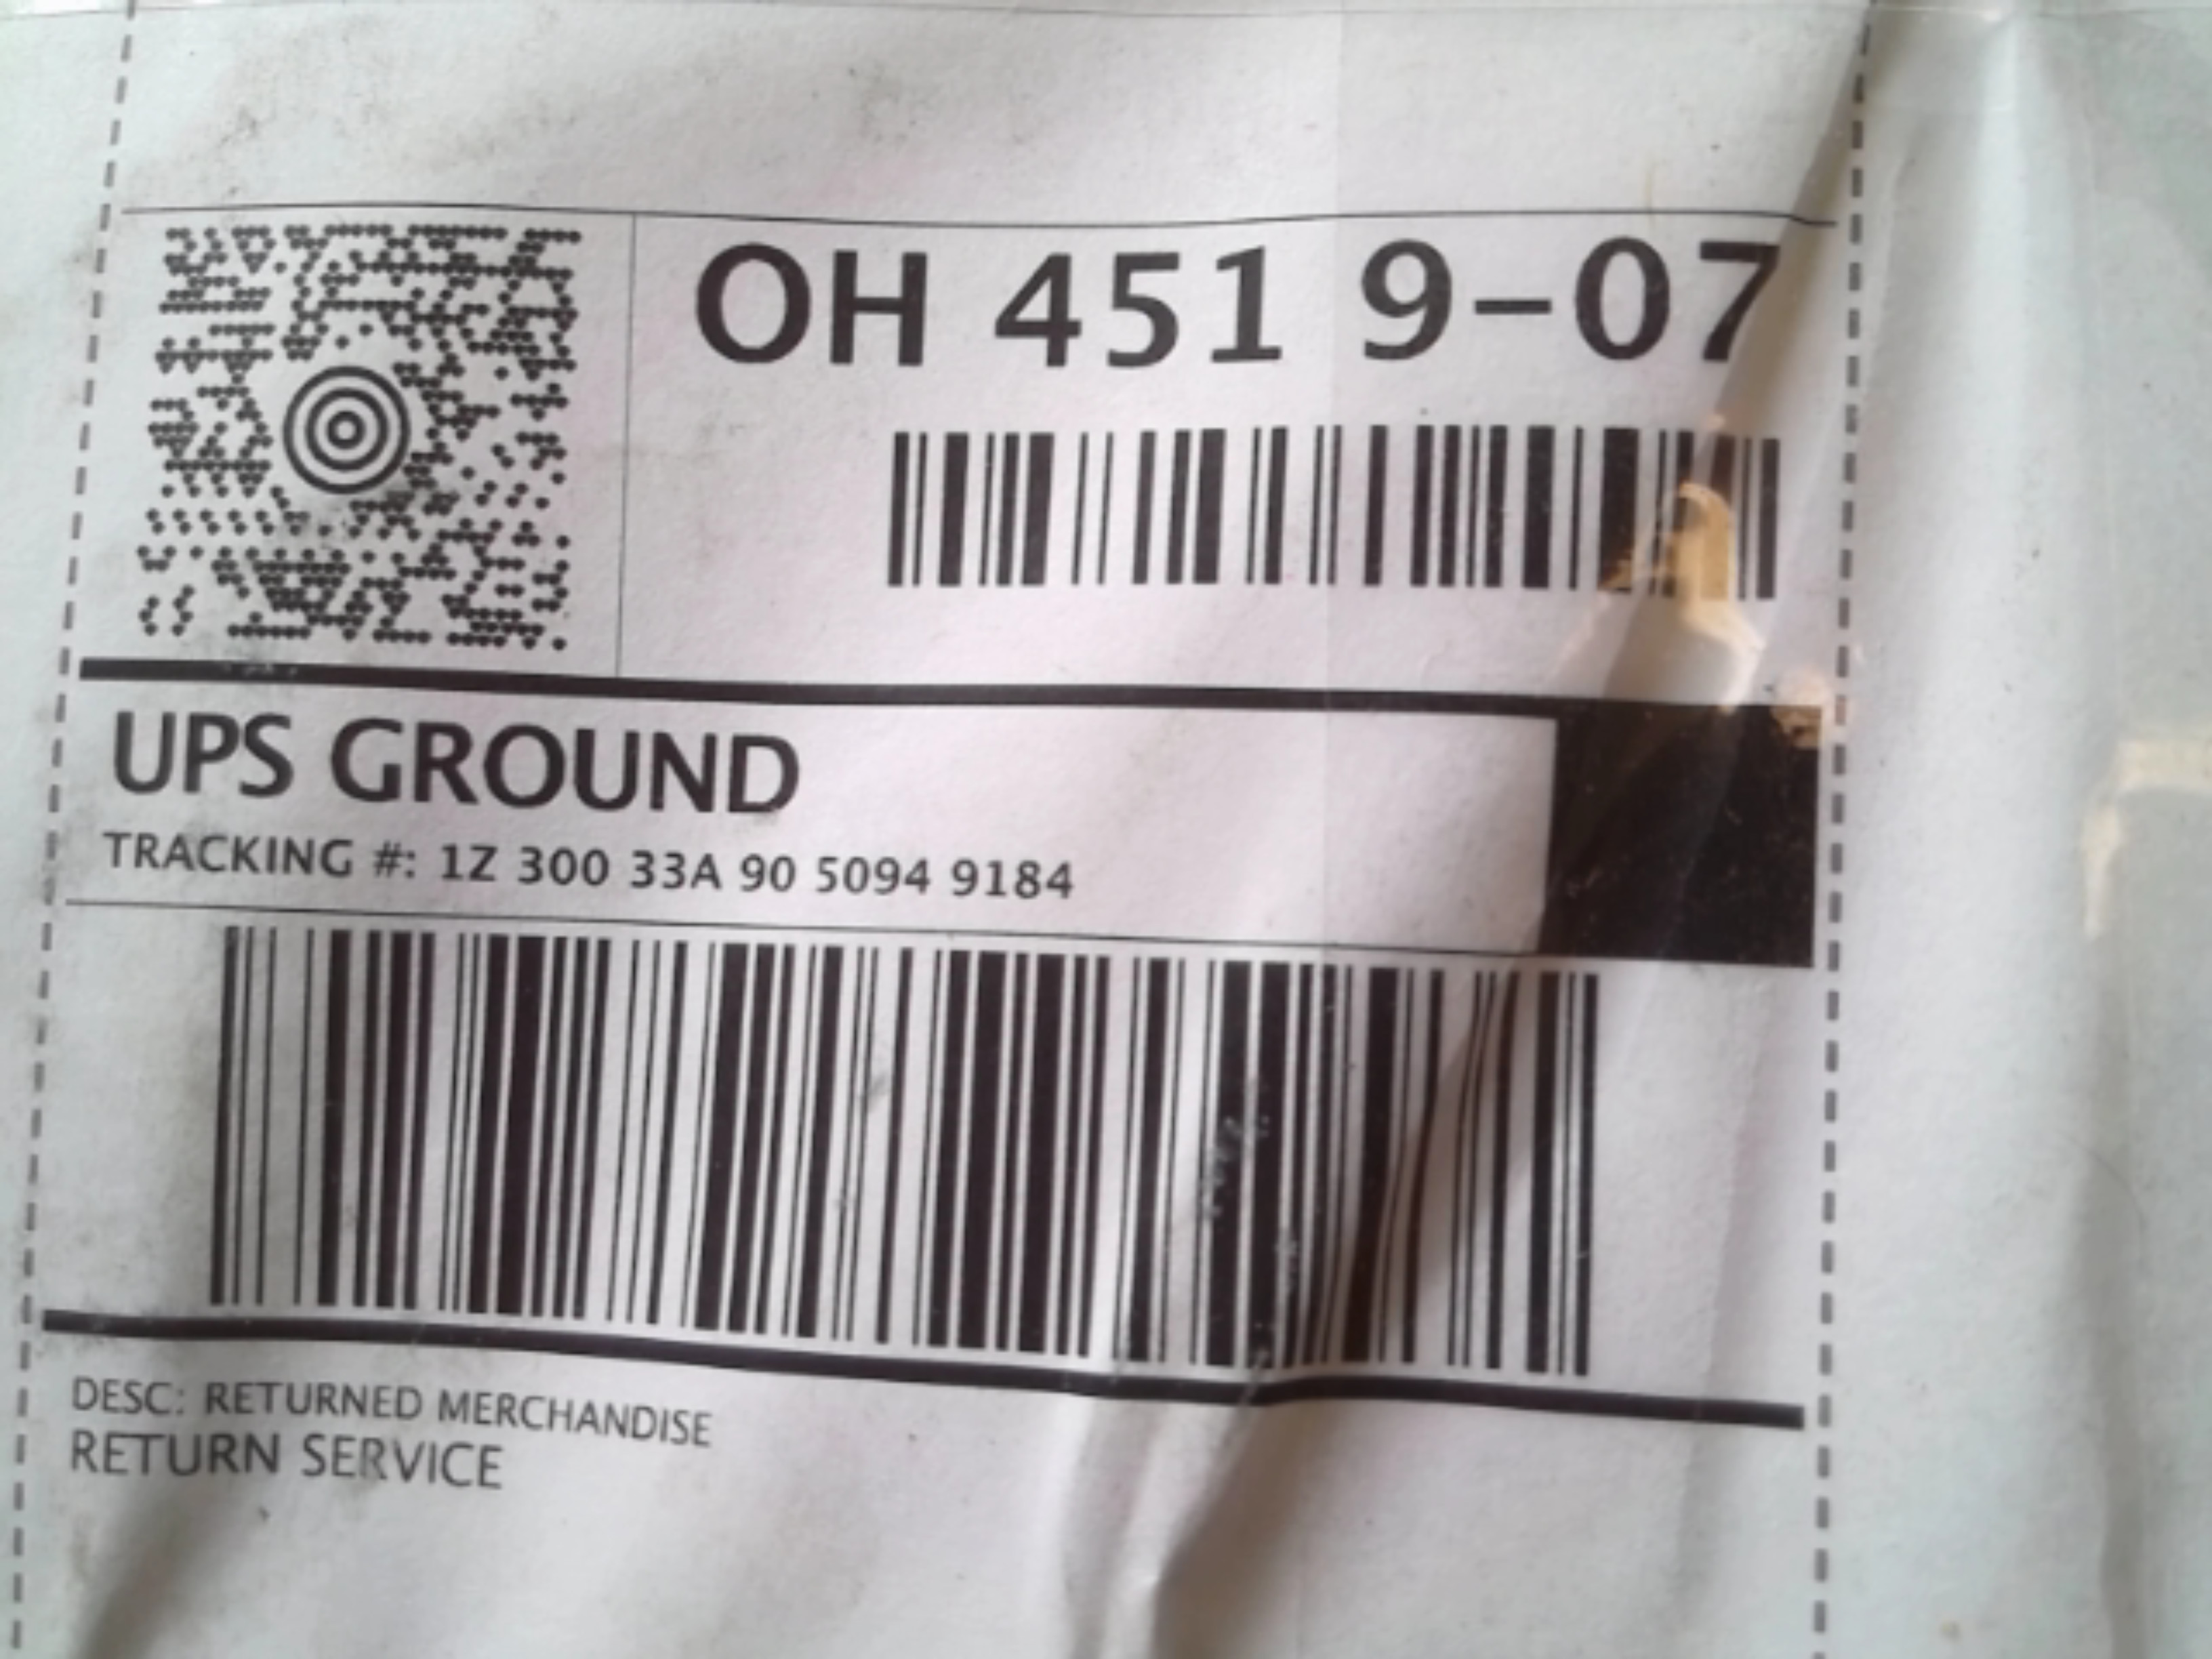 OH 451 9-07
UPS GROUND
TRACKING #: 1Z 300 33A 90 5094 9184
DESC: RETURNED MERCHANDISE
RETURN SERVICE